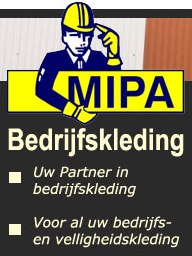 MIPA
Bedrijfskleding
Uw Partner in
bedrijfskleding
Voor al uw bedrijfs-
en velligheidskleding